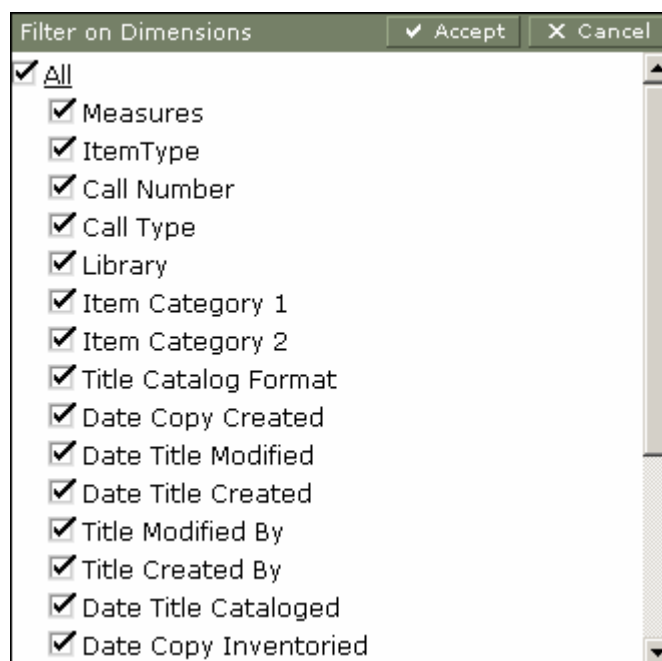 Filter on Dimensions Accept Cancel
All
Measures
ItemType
Call Number
Call Type
Library
Item Category 1
Item Category 2
Title Catalog Format
Date Copy Created
Date Title Modified
Date Title Created
Title Modified By
Title Created By
Date Title Cataloged
Date Copy Inventoried